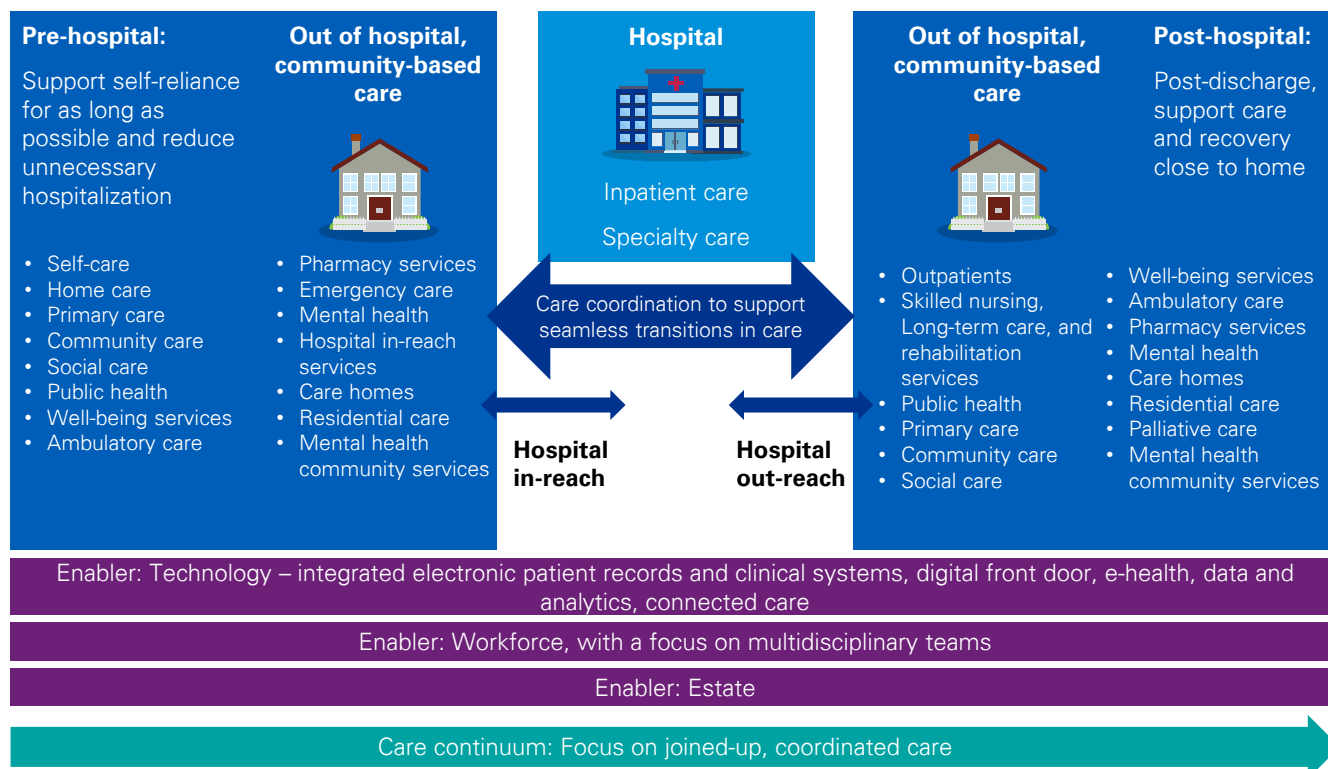 Pre-hospital:
Support self-reliance
for as long as
possible and reduce
unnecessary
hospitalization
• Self-care
• Home care
• Primary care
• Community care
• Social care
• Public health
• Well-being services
• Ambulatory care
Out of hospital,
community-based
care
• Pharmacy services
• Emergency care
• Mental health
• Hospital in-reach
services
• Care homes
• Residential care
• Mental health
community services
Hospital
Inpatient care
Specialty care
Care coordination to support
seamless transitions in care
Hospital
in-reach
Hospital
out-reach
Out of hospital,
community-based
care
• Outpatients
• Skilled nursing,
Long-term care, and
rehabilitation
services
• Public health
• Primary care
• Community care
• Social care
Post-hospital:
Post-discharge,
support care
and recovery
close to home
• Well-being services
• Ambulatory care
• Pharmacy services
• Mental health
• Care homes
• Residential care
• Palliative care
• Mental health
community services
Enabler: Technology – integrated electronic patient records and clinical systems, digital front door, e-health, data and
analytics, connected care
Enabler: Workforce, with a focus on multidisciplinary teams
Enabler: Estate
Care continuum: Focus on joined-up, coordinated care